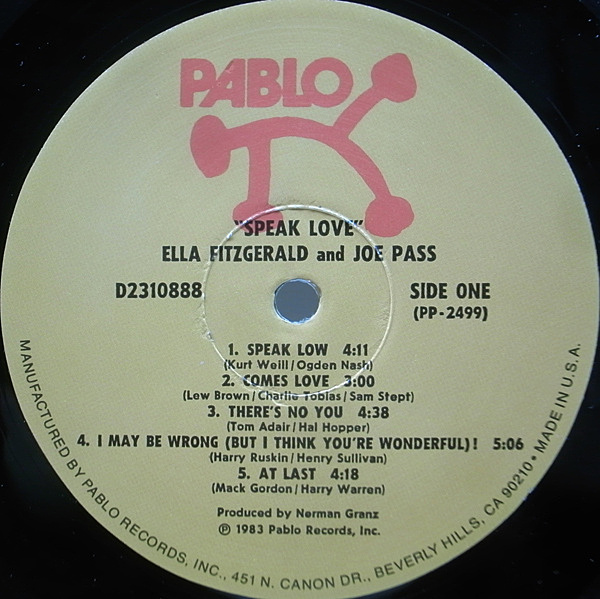 PABLO
"SPEAK LOVE"
ELLA FITZGERALD and JOE PASS
D2310888
SIDE ONE
(PP-2499)
1. SPEAK LOW 4:11
(Kurt Weill/Ogden Nash)
2. COMES LOVE 3:00
(Lew Brown/Charlie Tobias/Sam Stept)
3. THERE'S NO YOU 4:38
(Tom Adair/Hal Hopper)
4. I MAY BE WRONG (BUT I THINK YOU'RE WONDERFUL)! 5:06
(Harry Ruskin/Henry Sullivan)
5. AT LAST 4:18
(Mack Gordon/Harry Warren)
Produced by Norman Granz
℗ 1983 Pablo Records, Inc.
MANUFACTURED BY PABLO RECORDS, INC., 451 N. CANON DR., BEVERLY HILLS, CA 90210 • MADE IN U.S.A.